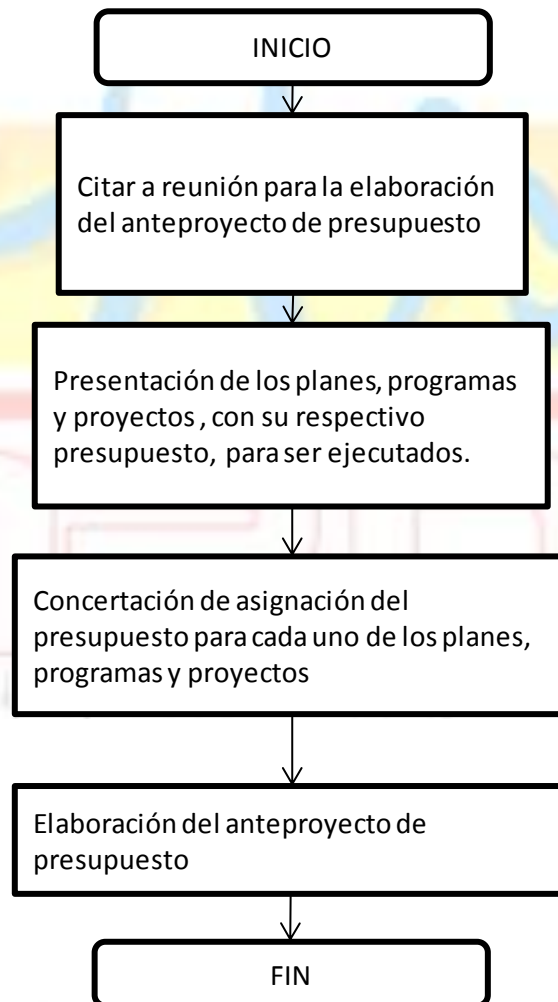 INICIO
Citar a reunión para la elaboración
del anteproyecto de presupuesto
Presentación de los planes, programas
y proyectos , con su respectivo
presupuesto, para ser ejecutados.
Concertación de asignación del
presupuesto para cada uno de los planes,
programas y proyectos
Elaboración del anteproyecto de
presupuesto
FIN